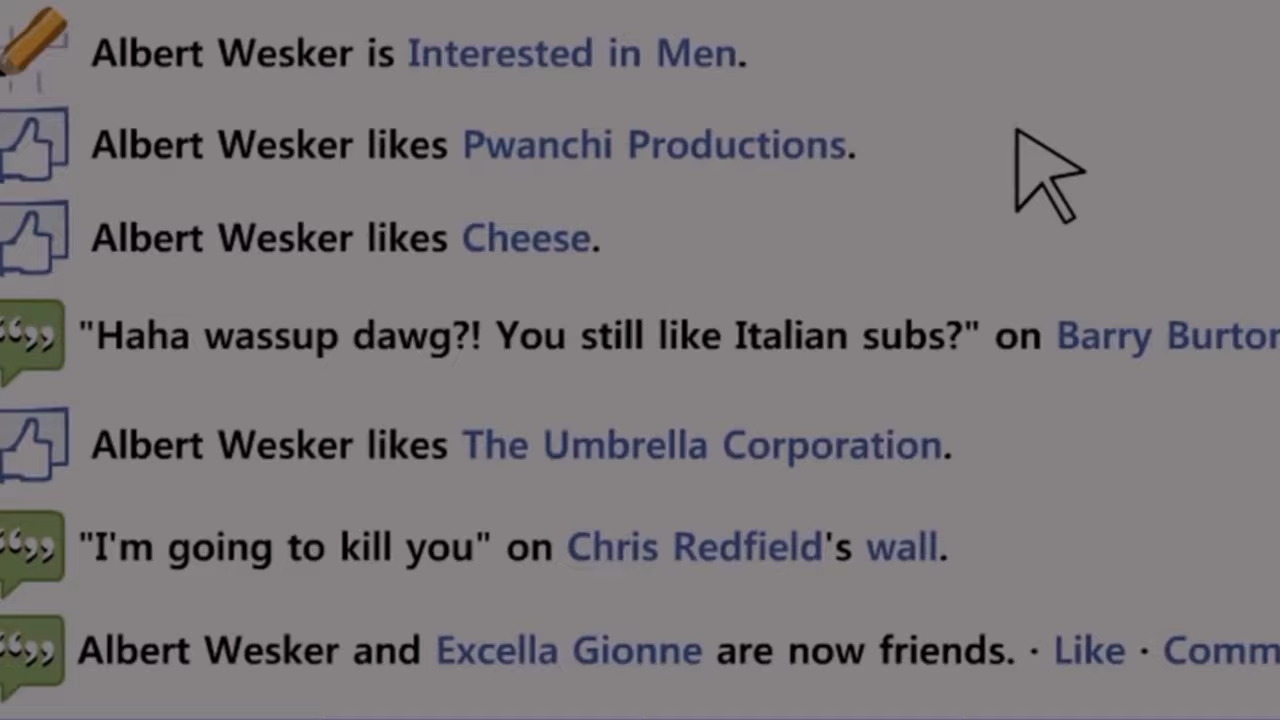 Albert Wesker is Interested in Men.
Albert Wesker likes Pwanchi Productions.
Albert Wesker likes Cheese.
"Haha wassup dawg?! You still like Italian subs?" on Barry Burton
Albert Wesker likes The Umbrella Corporation.
"I'm going to kill you" on Chris Redfield's wall.
Albert Wesker and Excella Gionne are now friends. · Like · Comm